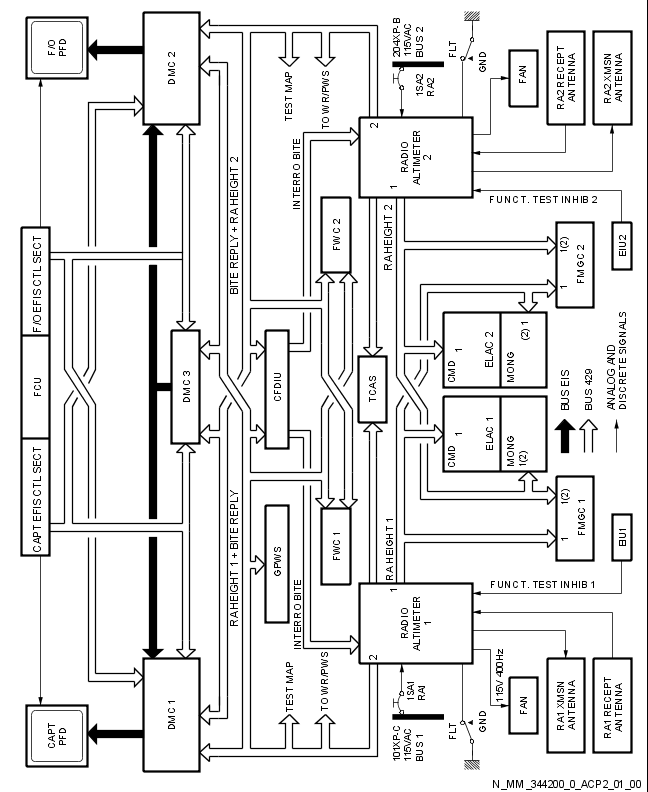 F/O
PFD
DMC 2
TEST MAP
TO WR/PWS
204XP-B
115VAC
BUS 2
1SA2
RA2
FLT
GND
FAN
RA2 RECEPT
ANTENNA
RA2 XMSN
ANTENNA
F/O EFIS CTL SECT
FCU
CAPT EFIS CTL SECT
BITE REPLY + RA HEIGHT 2
INTERRO BITE
2
1
RADIO
ALTIMETER
2
FUNCT. TEST INHIB 2
RA HEIGHT 2
FWC 2
EIU2
1(2)
1
FMGC 2
DMC 3
CFDIU
TCAS
CMD 1
ELAC 2
MONG
(2) 1
CMD 1
ELAC 1
MONG
1(2)
BUS EIS
BUS 429
ANALOG AND
DISCRETE SIGNALS
RA HEIGHT 1 + BITE REPLY
GPWS
FWC 1
RA HEIGHT 1
1(2)
1
FMGC 1
EIU1
INTERRO BITE
FUNCT. TEST INHIB 1
1
2
RADIO
ALTIMETER
1
CAPT
PFD
DMC 1
TEST MAP
TO WR/PWS
101XP-C
115VAC
BUS 1
1SA1
RA1
FLT
GND
115V 400Hz
FAN
RA1 XMSN
ANTENNA
RA1 RECEPT
ANTENNA
N_MM_344200_0_ACP2_01_00